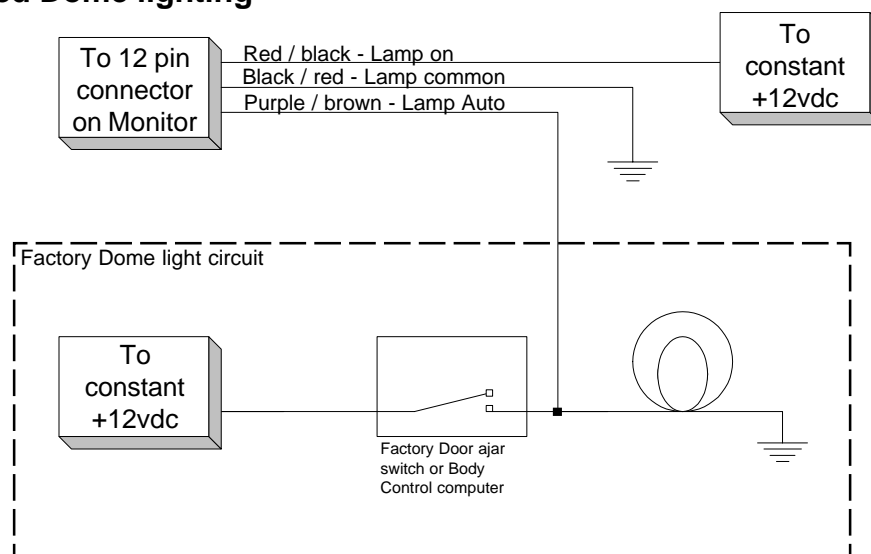 Dome lighting
To 12 pin
connector
on Monitor
Red / black - Lamp on
Black / red - Lamp common
Purple / brown - Lamp Auto
To
constant
+12vdc
Factory Dome light circuit
To
constant
+12vdc
Factory Door ajar
switch or Body
Control computer